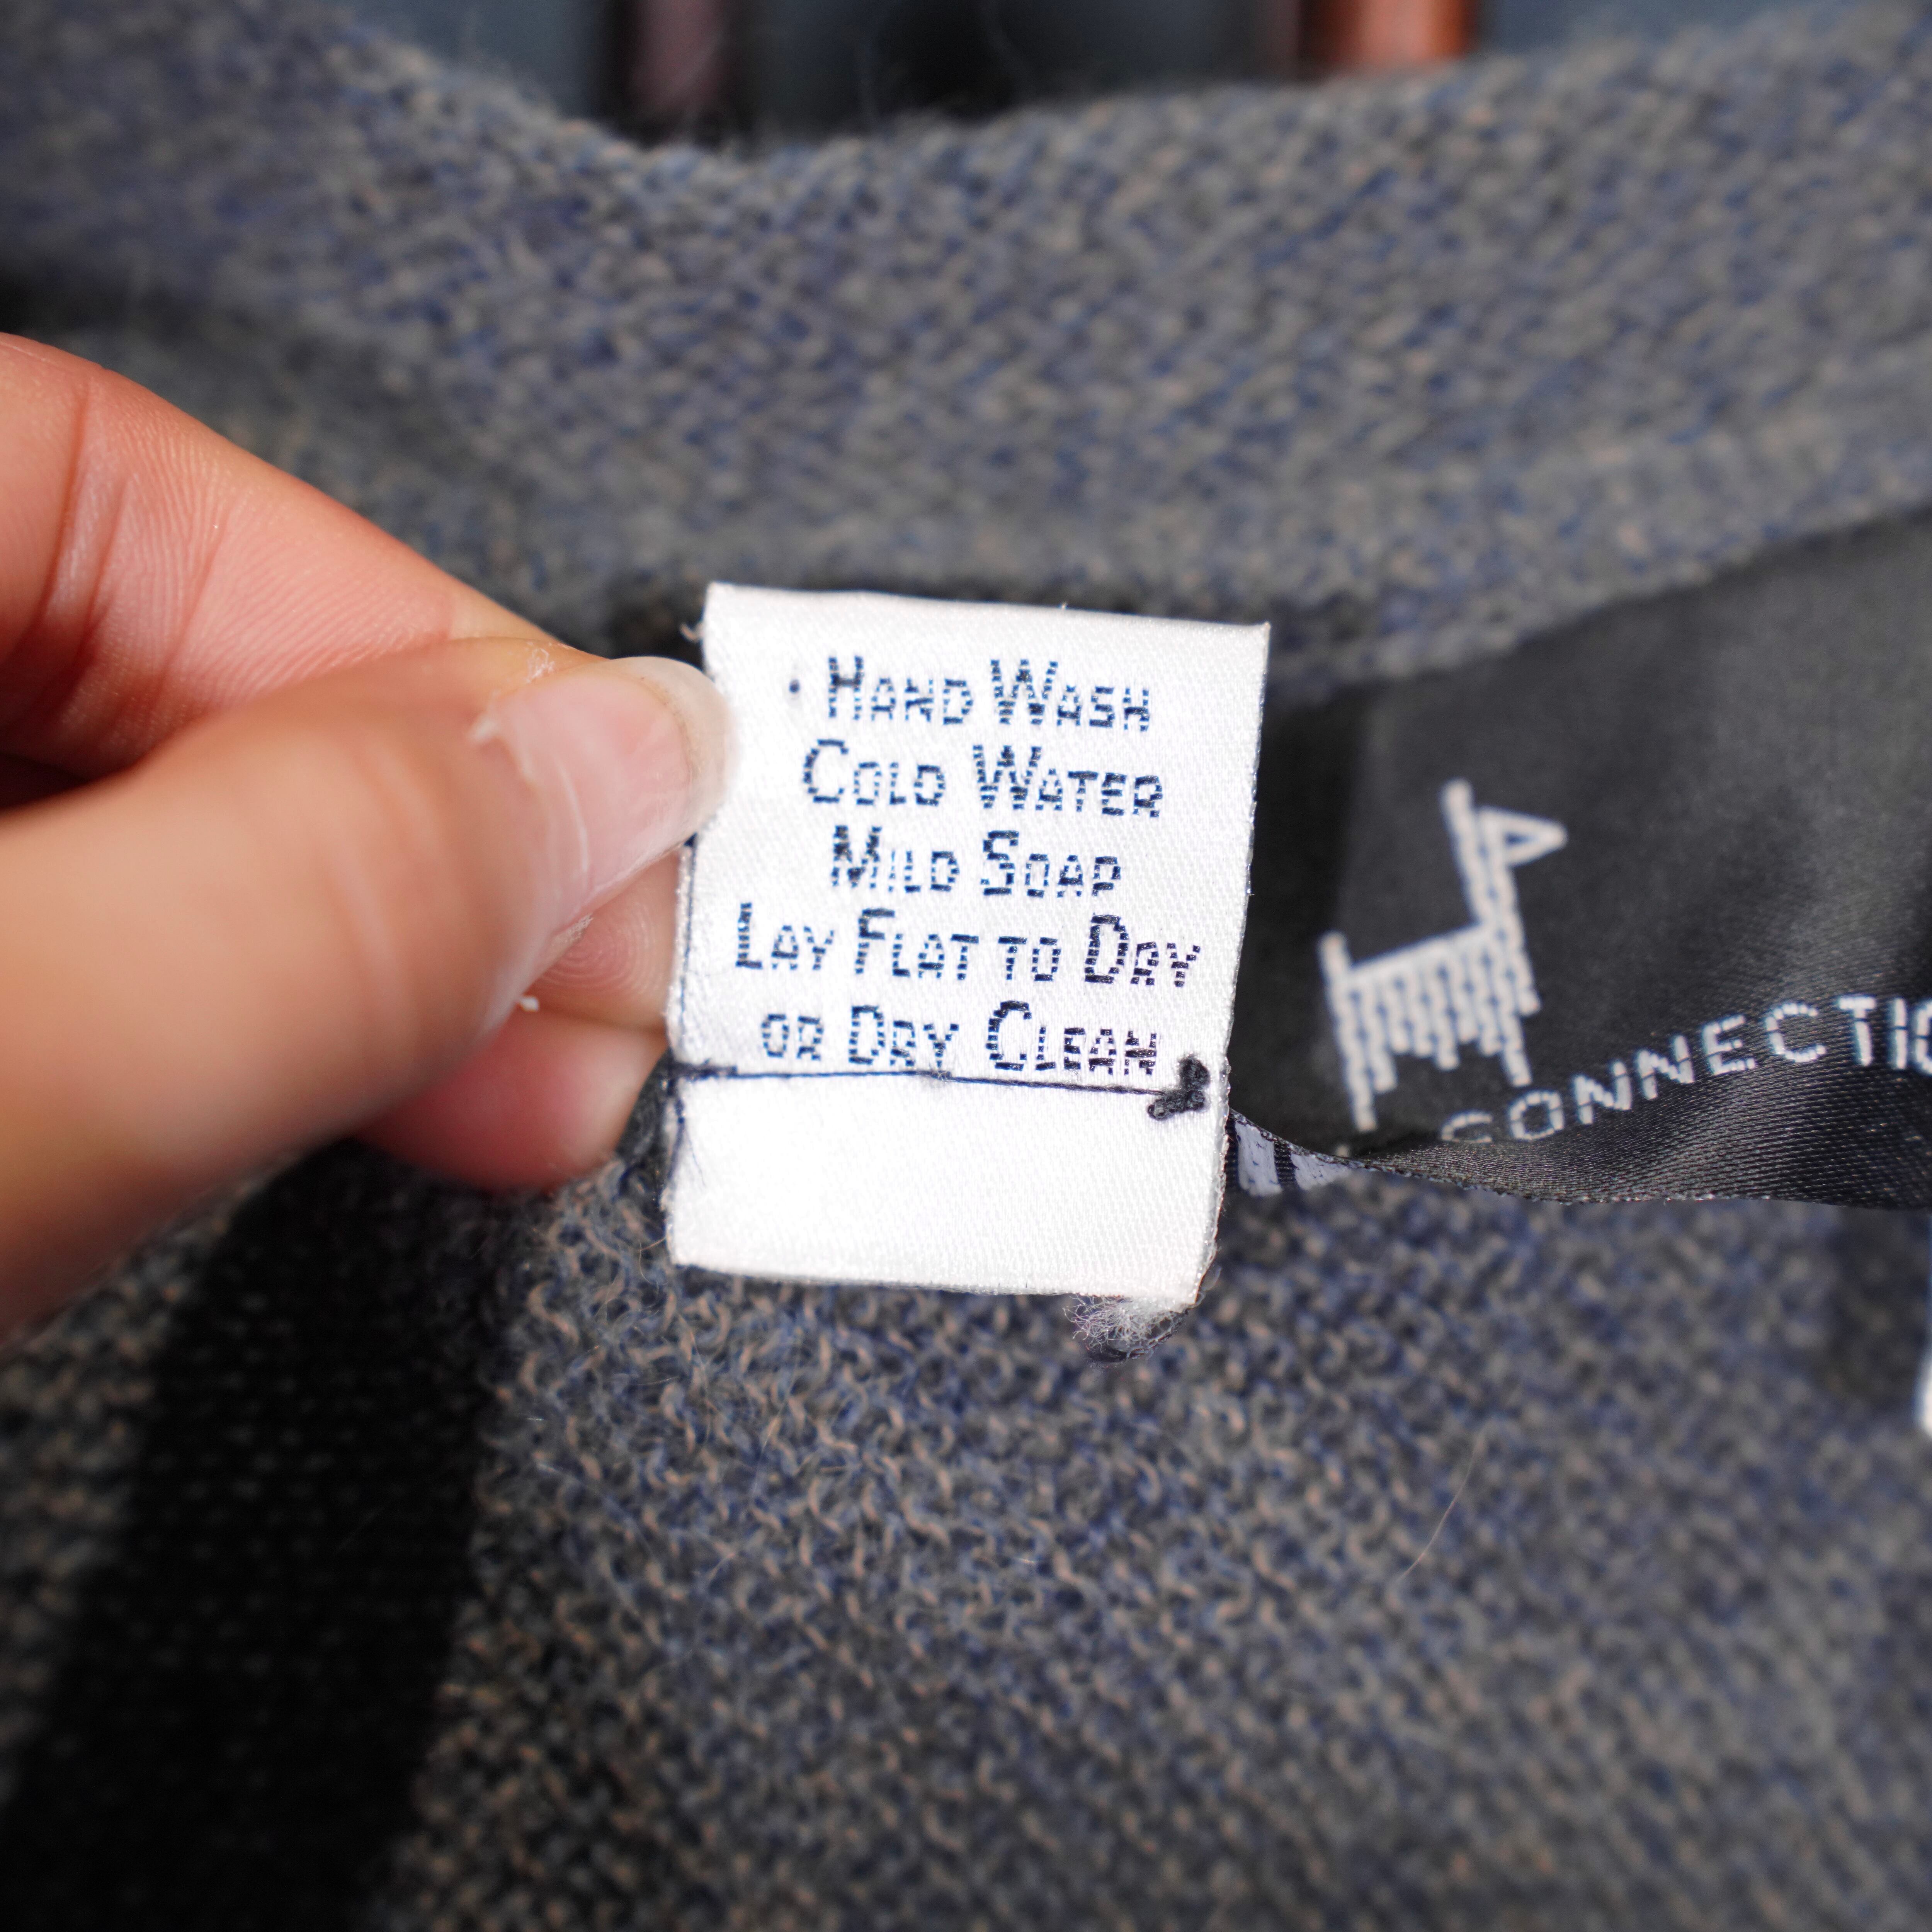 · HAND WASH
COLD WATER
MILD SOAP
LAY FLAT TO DRY
OR DRY CLEAN
CONNECTIO